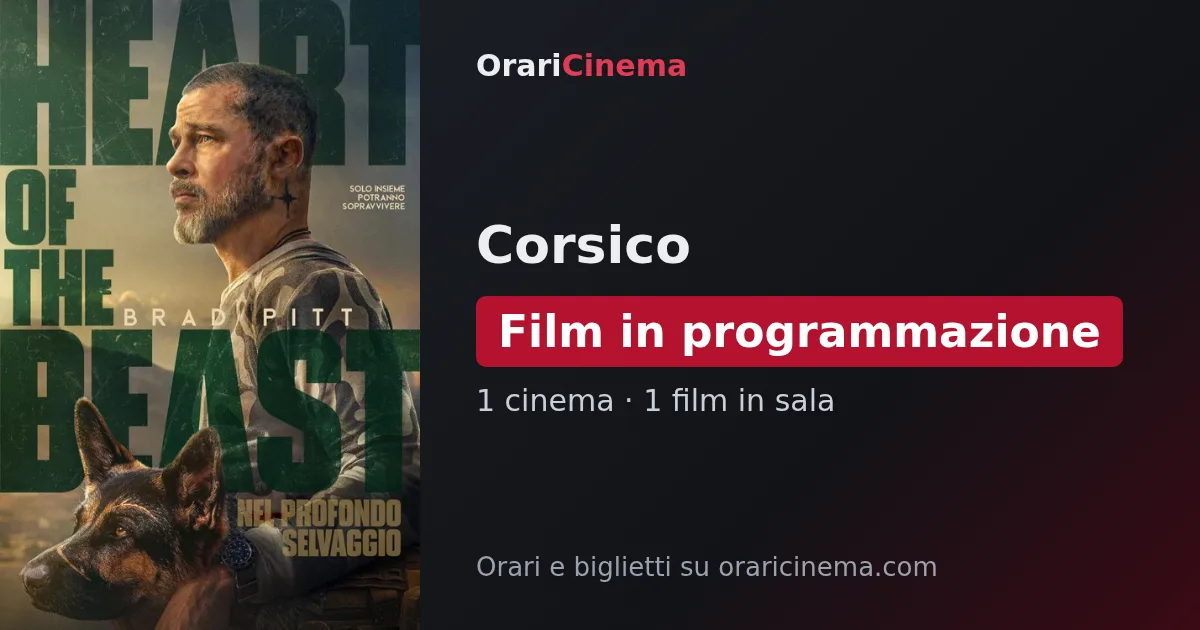 HEART
OF
THE
BEAST
SOLO INSIEME
POTRANNO
SOPRAVVIVERE
BRAD PITT
NEL PROFONDO
SELVAGGIO
OrariCinema
Corsico
Film in programmazione
1 cinema · 1 film in sala
Orari e biglietti su oraricinema.com